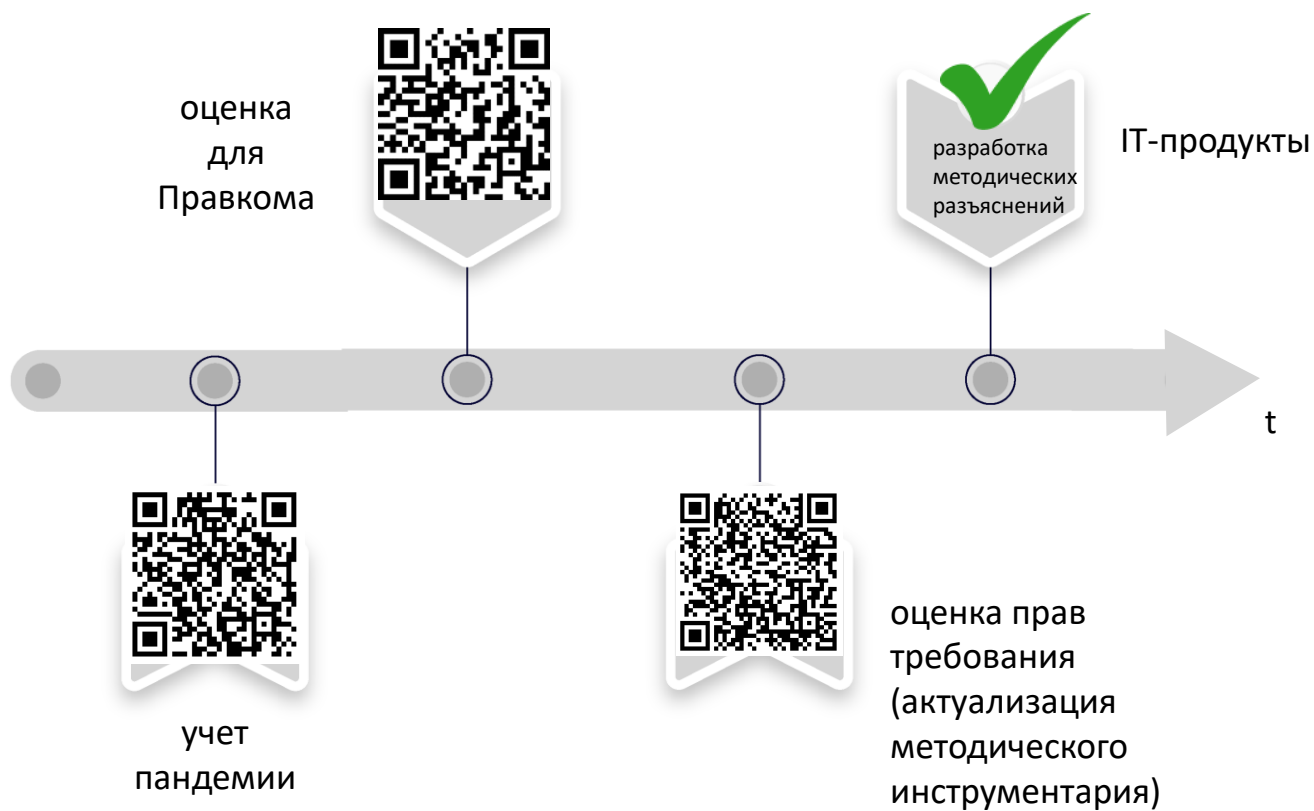 оценка
для
Правкома
разработка
методических
разъяснений
IT-продукты
t
учет
пандемии
оценка прав
требования
(актуализация
методического
инструментария)